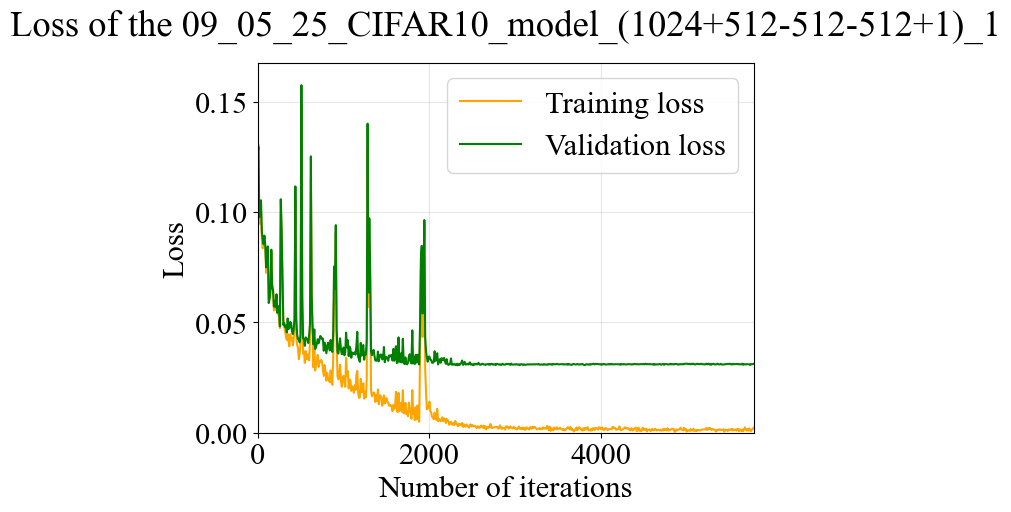 Loss of the 09_05_25_CIFAR10_model_(1024+512-512-512+1)_1
Training loss
Validation loss
0.15
0.10
0.05
0.00
Loss
0 2000 4000
Number of iterations